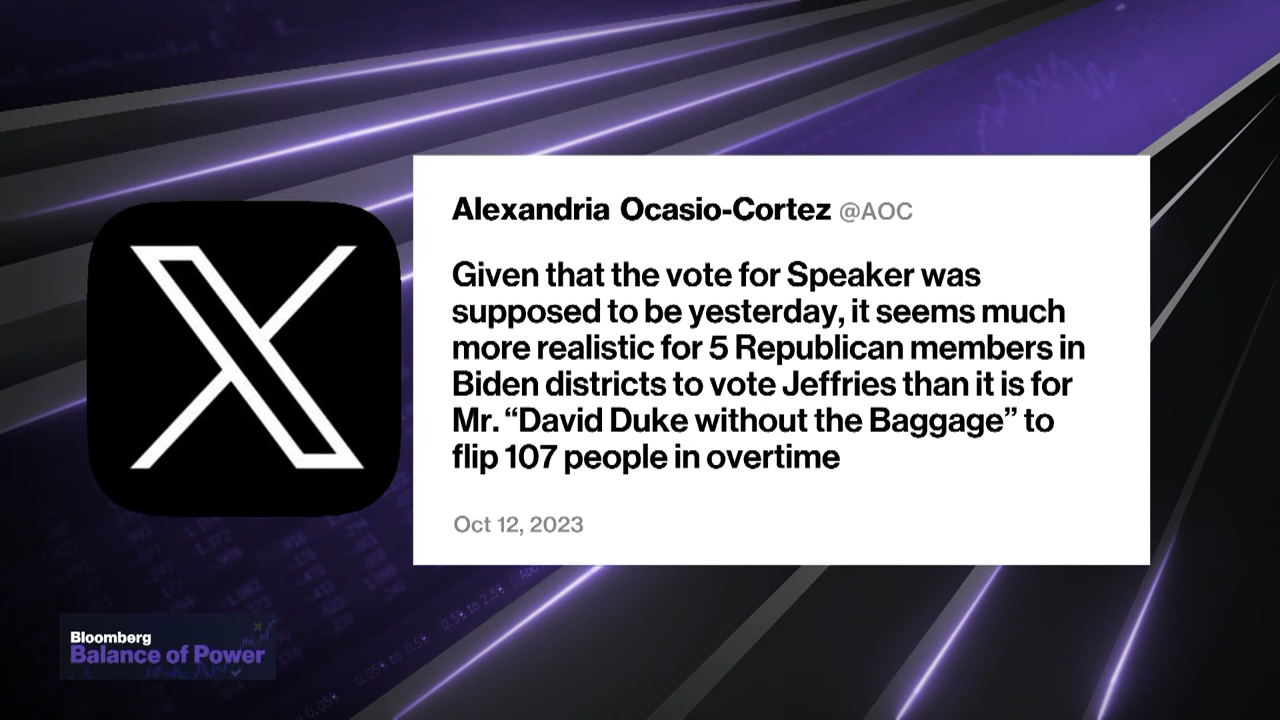 Alexandria Ocasio-Cortez @AOC
Given that the vote for Speaker was
supposed to be yesterday, it seems much
more realistic for 5 Republican members in
Biden districts to vote Jeffries than it is for
Mr. “David Duke without the Baggage” to
flip 107 people in overtime
Oct 12, 2023
Bloomberg
Balance of Power